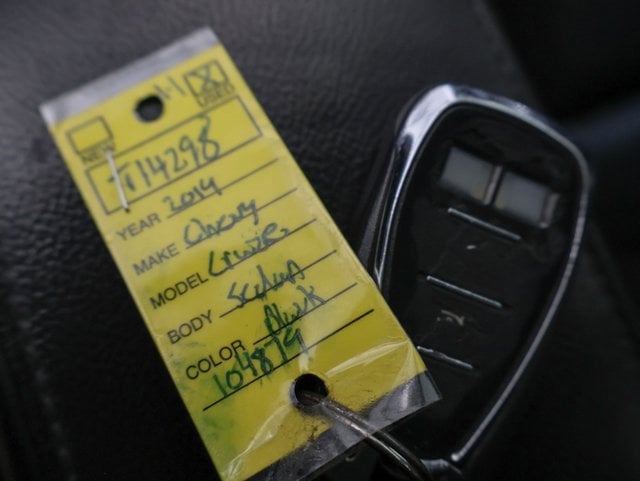 NEW USED
T14298
YEAR 2014
MAKE Chevy
MODEL Cruze
BODY Sedan
COLOR Black
104879